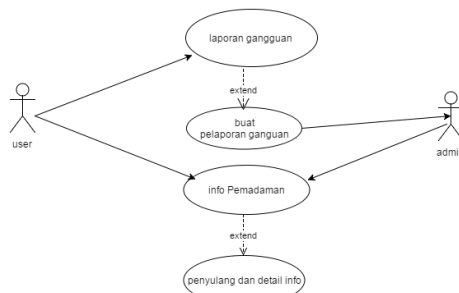 laporan gangguan
extend
buat
pelaporan ganguan
user
admi
info Pemadaman
extend
penyulang dan detail info